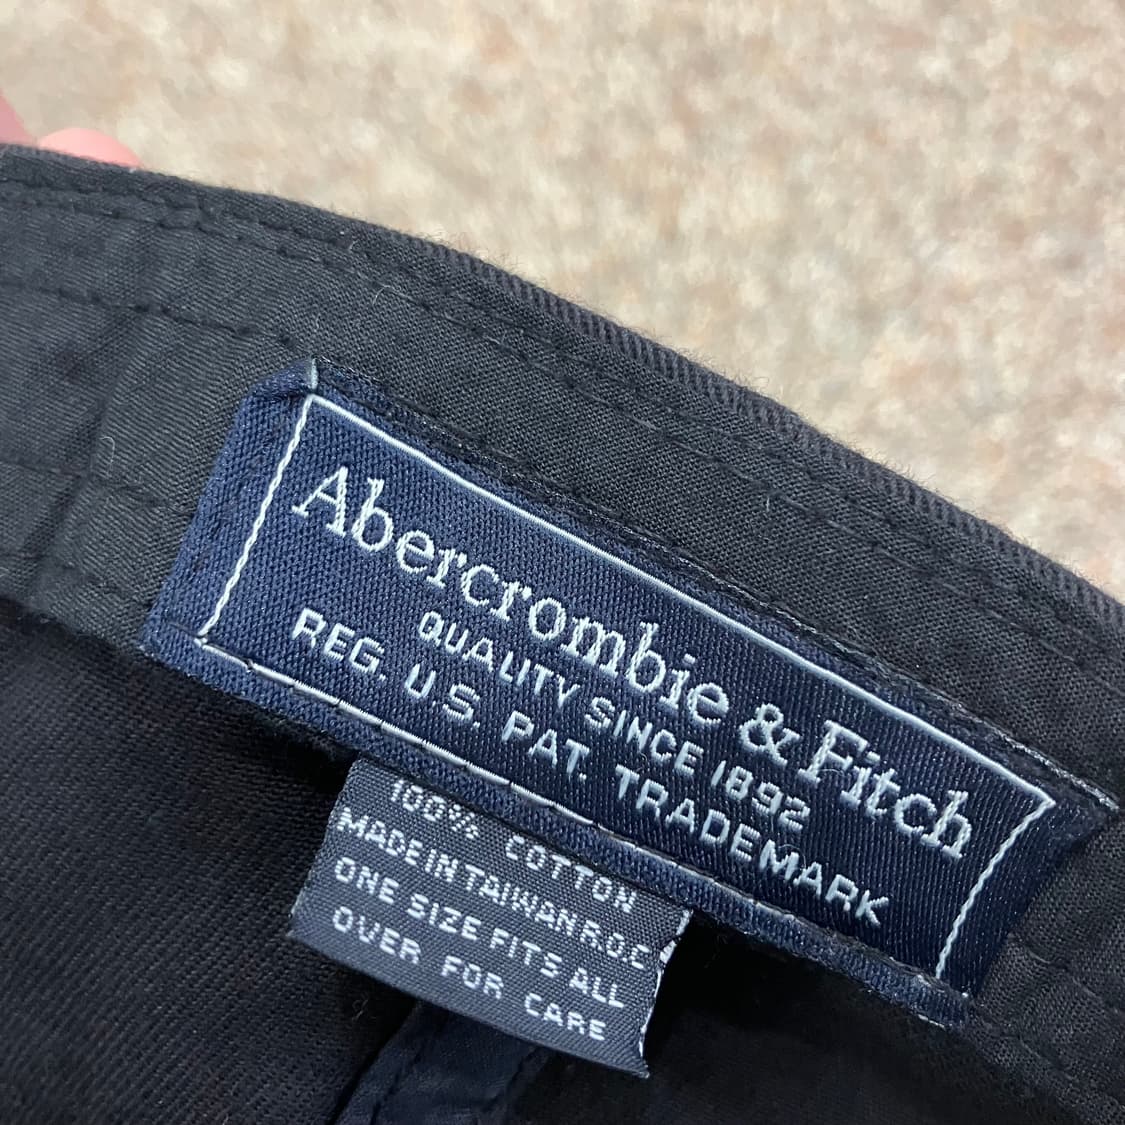 Abercrombie & Fitch
QUALITY SINCE 1892
REG. U.S. PAT. TRADEMARK
100% COTTON
MADE IN TAIWAN R.O.C
ONE SIZE FITS ALL
OVER FOR CARE